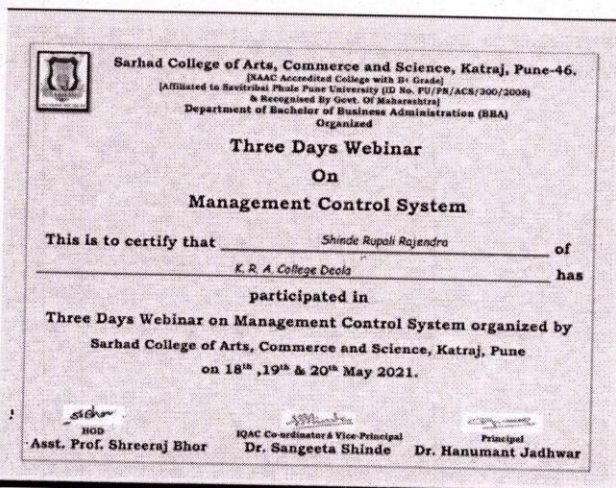 Sarhad College of Arts, Commerce and Science, Katraj, Pune-46.
[NAAC Accredited College with B+ Grade]
[Affiliated to Savitribai Phule Pune University (ID No. PU/PN/ACS/300/2008)
& Recognised By Govt. Of Maharashtra]
Department of Bachelor of Business Administration (BBA)
Organized
Three Days Webinar
On
Management Control System
This is to certify that Shinde Rupali Rajendra of
K. R. A. College Deola has
participated in
Three Days Webinar on Management Control System organized by
Sarhad College of Arts, Commerce and Science, Katraj, Pune
on 18th ,19th & 20th May 2021.
HOD
Asst. Prof. Shreeraj Bhor
IQAC Co-ordinator & Vice-Principal
Dr. Sangeeta Shinde
Principal
Dr. Hanumant Jadhwar